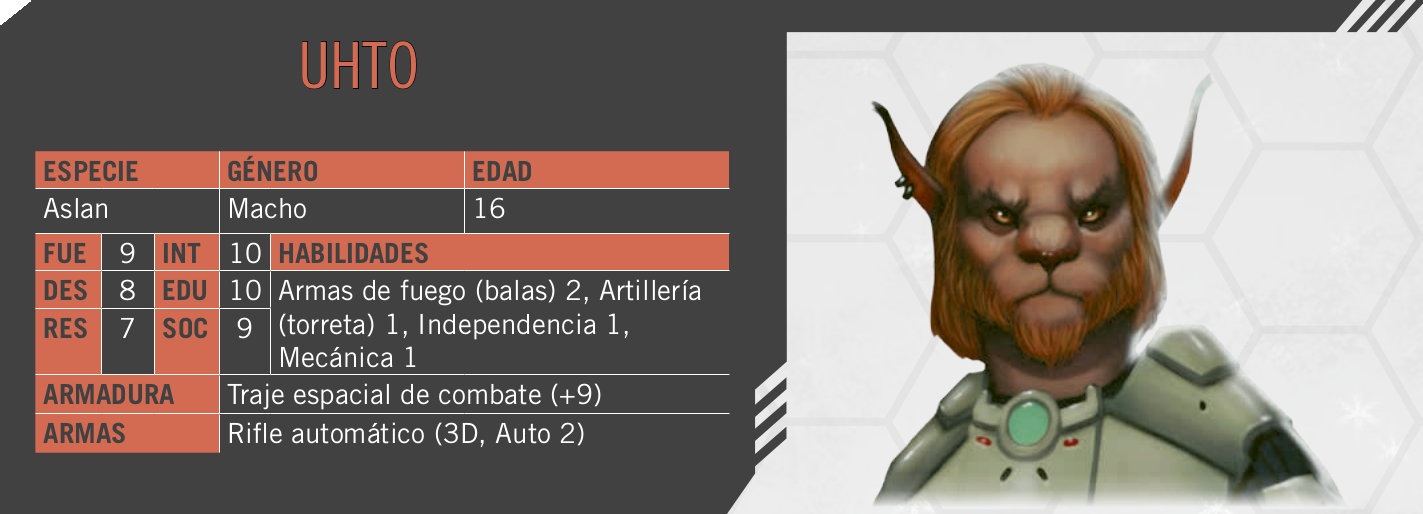 UHTO
ESPECIE GÉNERO EDAD
Aslan Macho 16
FUE 9 INT 10 HABILIDADES
DES 8 EDU 10 Armas de fuego (balas) 2, Artillería
RES 7 SOC 9 (torreta) 1, Independencia 1,
Mecánica 1
ARMADURA Traje espacial de combate (+9)
ARMAS Rifle automático (3D, Auto 2)